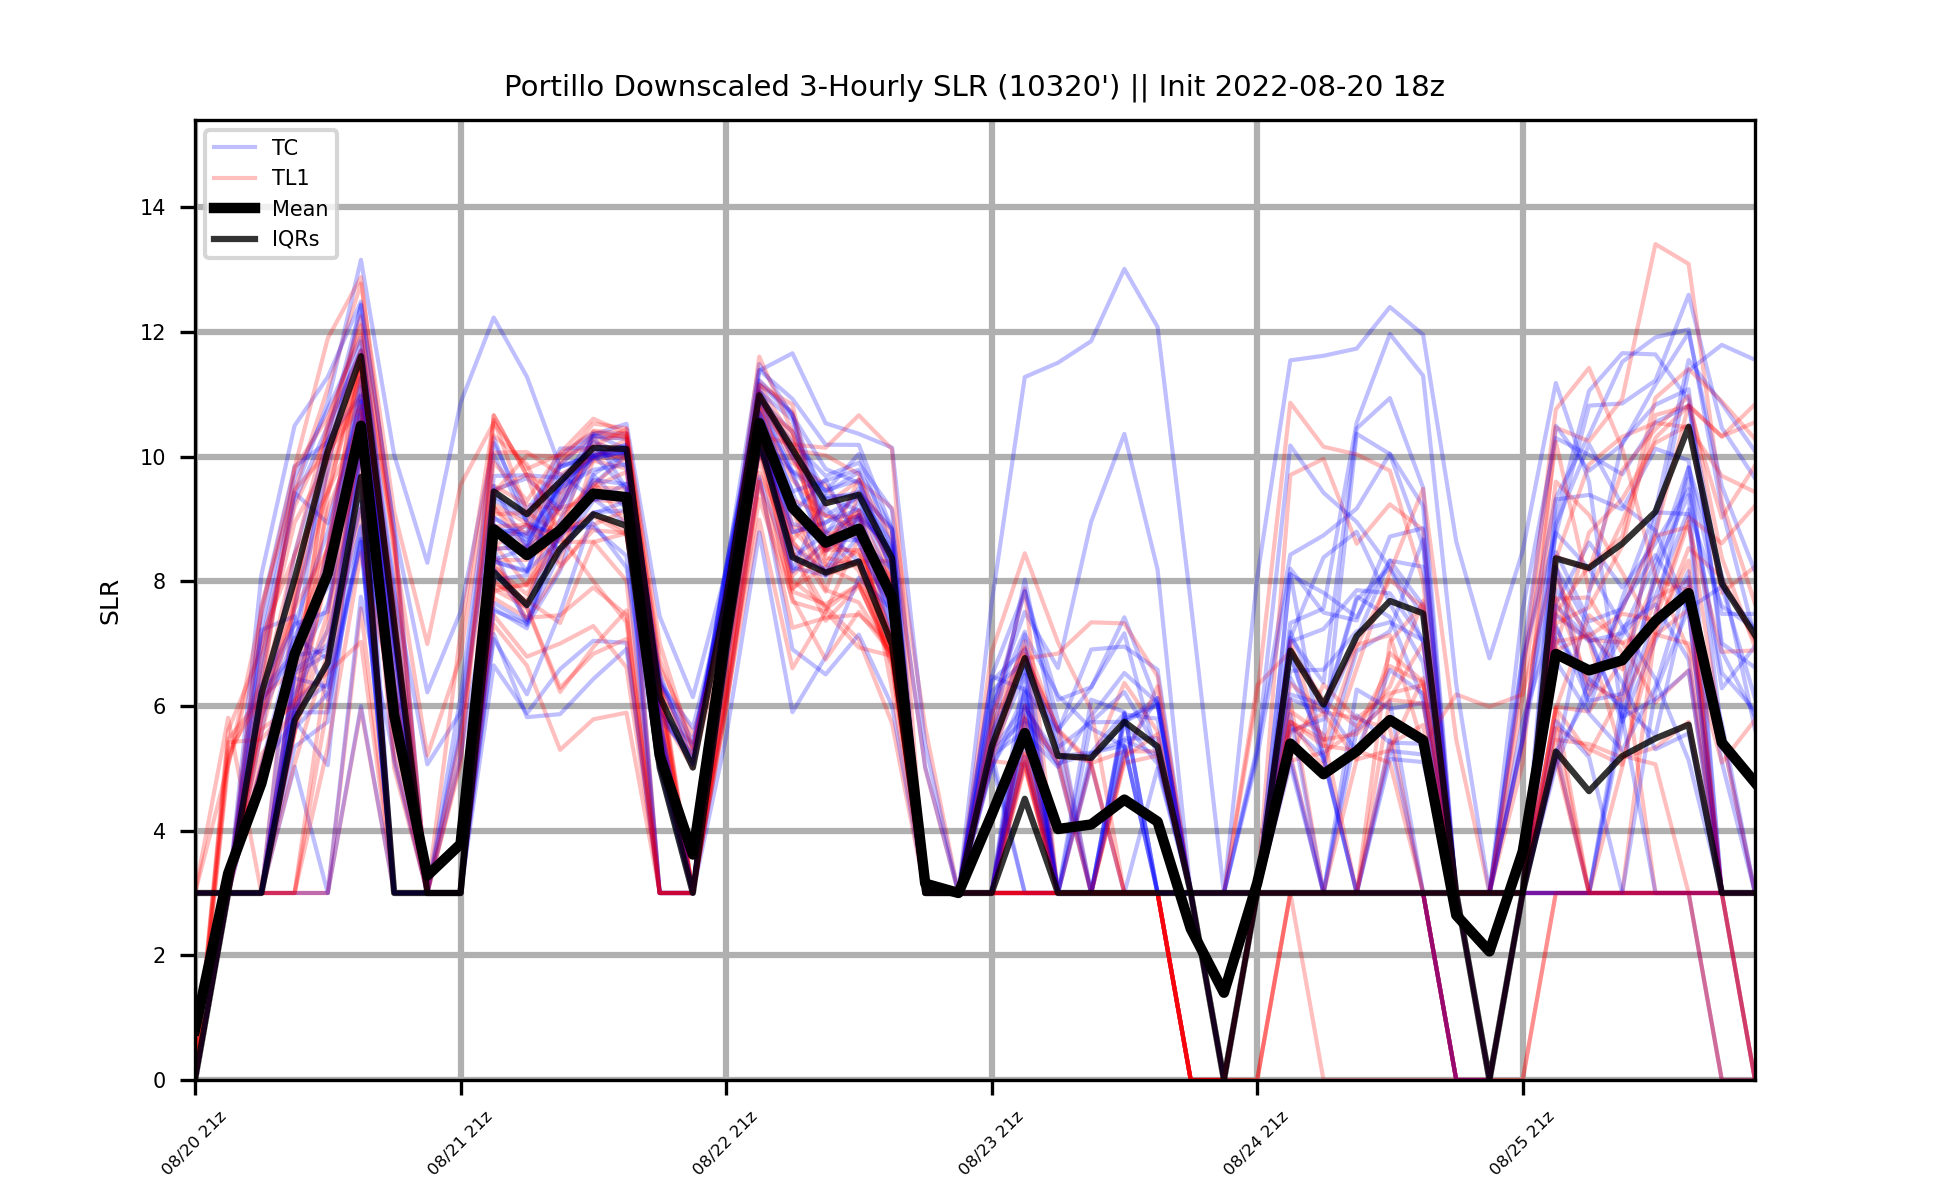 Portillo Downscaled 3-Hourly SLR (10320') || Init 2022-08-20 18z
TC
TL1
Mean
IQRs
SLR
14
12
10
8
6
4
2
0
08/20 21z
08/21 21z
08/22 21z
08/23 21z
08/24 21z
08/25 21z